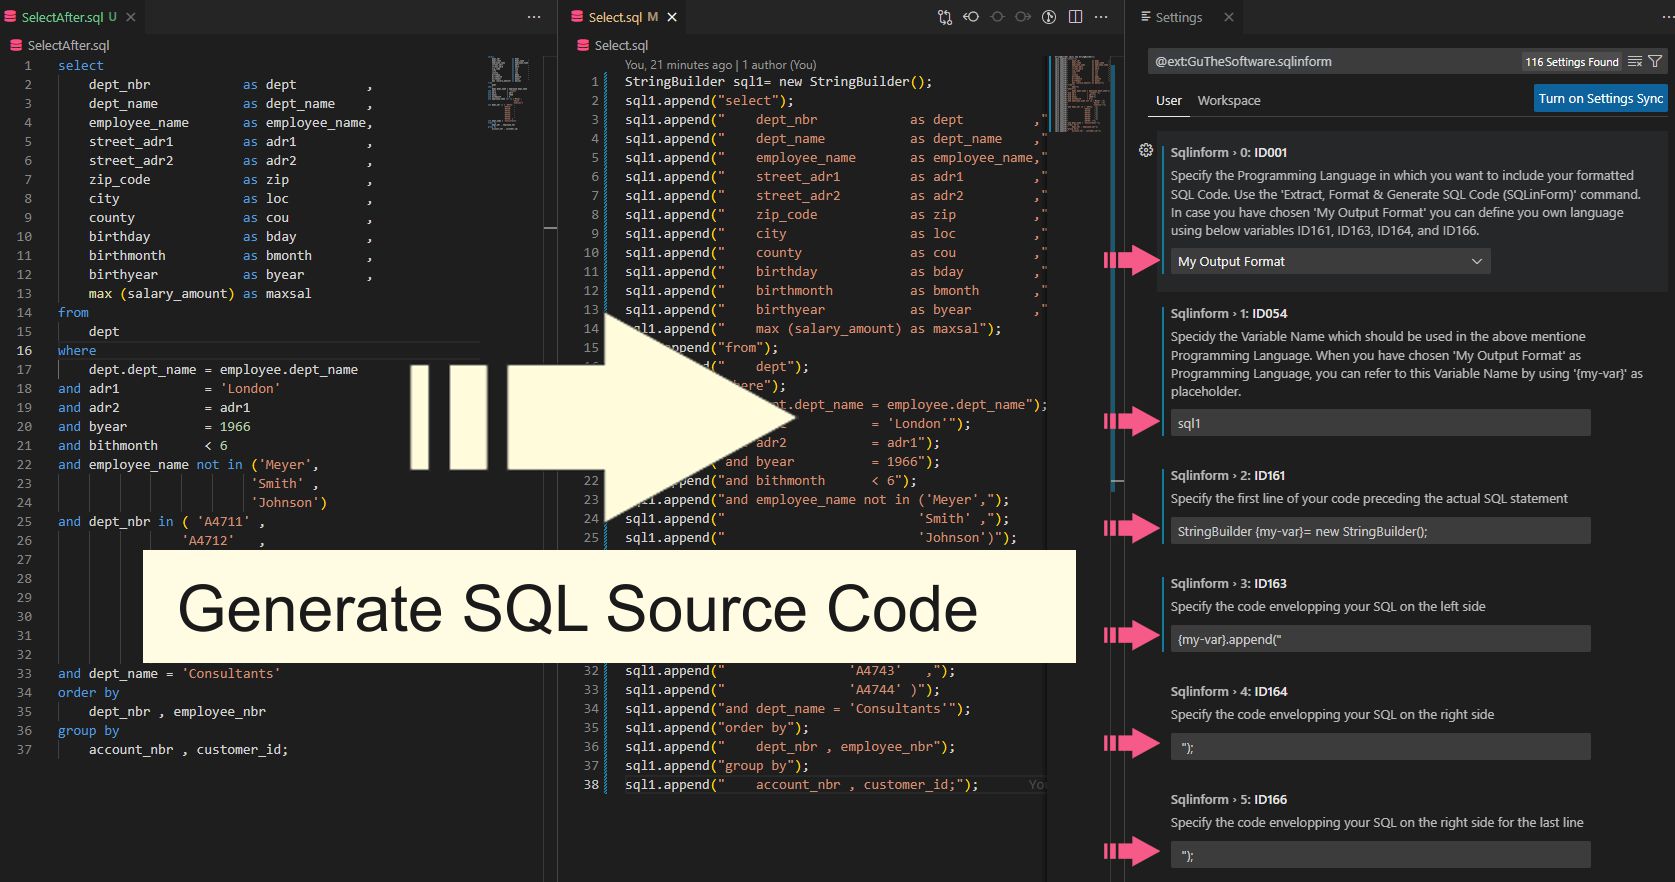 SelectAfter.sql U
SelectAfter.sql
1 select
2 dept_nbr as dept ,
3 dept_name as dept_name ,
4 employee_name as employee_name,
5 street_adr1 as adr1 ,
6 street_adr2 as adr2 ,
7 zip_code as zip ,
8 city as loc ,
9 county as cou ,
10 birthday as bday ,
11 birthmonth as bmonth ,
12 birthyear as byear ,
13 max (salary_amount) as maxsal
14 from
15 dept
16 where
17 dept.dept_name = employee.dept_name
18 and adr1 = 'London'
19 and adr2 = adr1
20 and byear = 1966
21 and bithmonth < 6
22 and employee_name not in ('Meyer',
23 'Smith' ,
24 'Johnson')
25 and dept_nbr in ( 'A4711' ,
26 'A4712' ,
27
28
29
30
31
32
33 and dept_name = 'Consultants'
34 order by
35 dept_nbr , employee_nbr
36 group by
37 account_nbr , customer_id;
Select.sql M
Select.sql
You, 21 minutes ago | 1 author (You)
1 StringBuilder sql1= new StringBuilder();
2 sql1.append("select");
3 sql1.append(" dept_nbr as dept ,"
4 sql1.append(" dept_name as dept_name ,"
5 sql1.append(" employee_name as employee_name,"
6 sql1.append(" street_adr1 as adr1 ,"
7 sql1.append(" street_adr2 as adr2 ,"
8 sql1.append(" zip_code as zip ,"
9 sql1.append(" city as loc ,"
10 sql1.append(" county as cou ,"
11 sql1.append(" birthday as bday ,"
12 sql1.append(" birthmonth as bmonth ,"
13 sql1.append(" birthyear as byear ,"
14 sql1.append(" max (salary_amount) as maxsal");
15 .append("from");
dept");
here");
.dept_name = employee.dept_name");
= 'London'");
adr2 = adr1");
"and byear = 1966");
22 pend("and bithmonth < 6");
23 append("and employee_name not in ('Meyer',");
24 sql1.append(" 'Smith' ,");
25 sql1.append(" 'Johnson')");
Generate SQL Source Code
32 sql1.append(" 'A4743' ,");
33 sql1.append(" 'A4744' )");
34 sql1.append("and dept_name = 'Consultants'");
35 sql1.append("order by");
36 sql1.append(" dept_nbr , employee_nbr");
37 sql1.append("group by");
38 sql1.append(" account_nbr , customer_id;");
Settings
@ext:GuTheSoftware.sqlinform 116 Settings Found
User Workspace Turn on Settings Sync
Sqlinform › 0: ID001
Specify the Programming Language in which you want to include your formatted
SQL Code. Use the 'Extract, Format & Generate SQL Code (SQLinForm)' command.
In case you have chosen 'My Output Format' you can define you own language
using below variables ID161, ID163, ID164, and ID166.
My Output Format
Sqlinform › 1: ID054
Specidy the Variable Name which should be used in the above mentione
Programming Language. When you have chosen 'My Output Format' as
Programming Language, you can refer to this Variable Name by using '{my-var}' as
placeholder.
sql1
Sqlinform › 2: ID161
Specify the first line of your code preceding the actual SQL statement
StringBuilder {my-var}= new StringBuilder();
Sqlinform › 3: ID163
Specify the code envelopping your SQL on the left side
{my-var}.append("
Sqlinform › 4: ID164
Specify the code envelopping your SQL on the right side
");
Sqlinform › 5: ID166
Specify the code envelopping your SQL on the right side for the last line
");